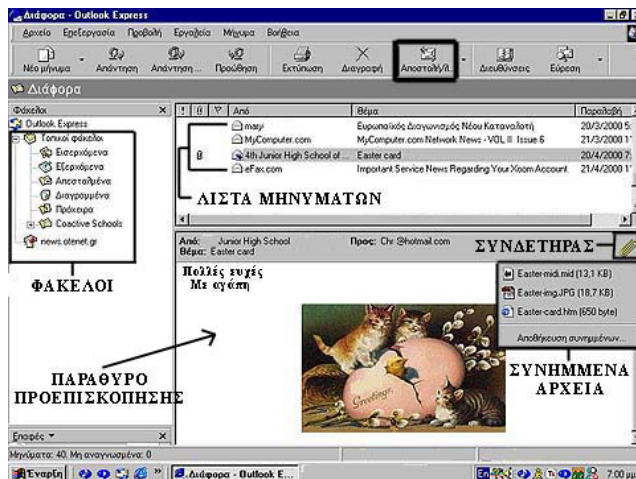 Διάφορα - Outlook Express
Αρχείο Επεξεργασία Προβολή Εργαλεία Μήνυμα Βοήθεια
Νέο μήνυμα Απάντηση Απάντηση... Προώθηση Εκτύπωση Διαγραφή Αποστολή/λ. Διευθύνσεις Εύρεση
Διάφορα
Φάκελοι
Outlook Express
Τοπικοί φάκελοι
Εισερχόμενα
Εξερχόμενα
Απεσταλμένα
Διαγραμμένα
Πρόχειρα
Coactive Schools
news.otenet.gr
ΦΑΚΕΛΟΙ
! Από Θέμα Παραλαβή
mary Ευρωπαϊκός Διαγωνισμός Νέου Καταναλωτή 20/3/2000 5:
MyComputer.com MyComputer.com Network News - VOL II Issue 6 21/3/2000 1
4th Junior High School of ... Easter card 20/4/2000 7:
eFax.com Important Service News Regarding Your Xoom Account 21/4/2000 1
ΛΙΣΤΑ ΜΗΝΥΜΑΤΩΝ
Από: Junior High School Προς: Chr @hotmail.com
Θέμα: Easter card
ΣΥΝΔΕΤΗΡΑΣ
Πολλές ευχές
Με αγάπη
Easter-midi.mid (13,1 KB)
Easter-img.JPG (18,7 KB)
Easter-card.htm (650 byte)
Αποθήκευση συνημμένων...
ΣΥΝΗΜΜΕΝΑ
ΑΡΧΕΙΑ
Greetings.
ΠΑΡΑΘΥΡΟ
ΠΡΟΕΠΙΣΚΟΠΗΣΗΣ
Επαφές
Μηνύματα: 40. Μη αναγνωσμένα: 0
Έναρξη
Διάφορα - Outlook E...
En
7:00 μμ